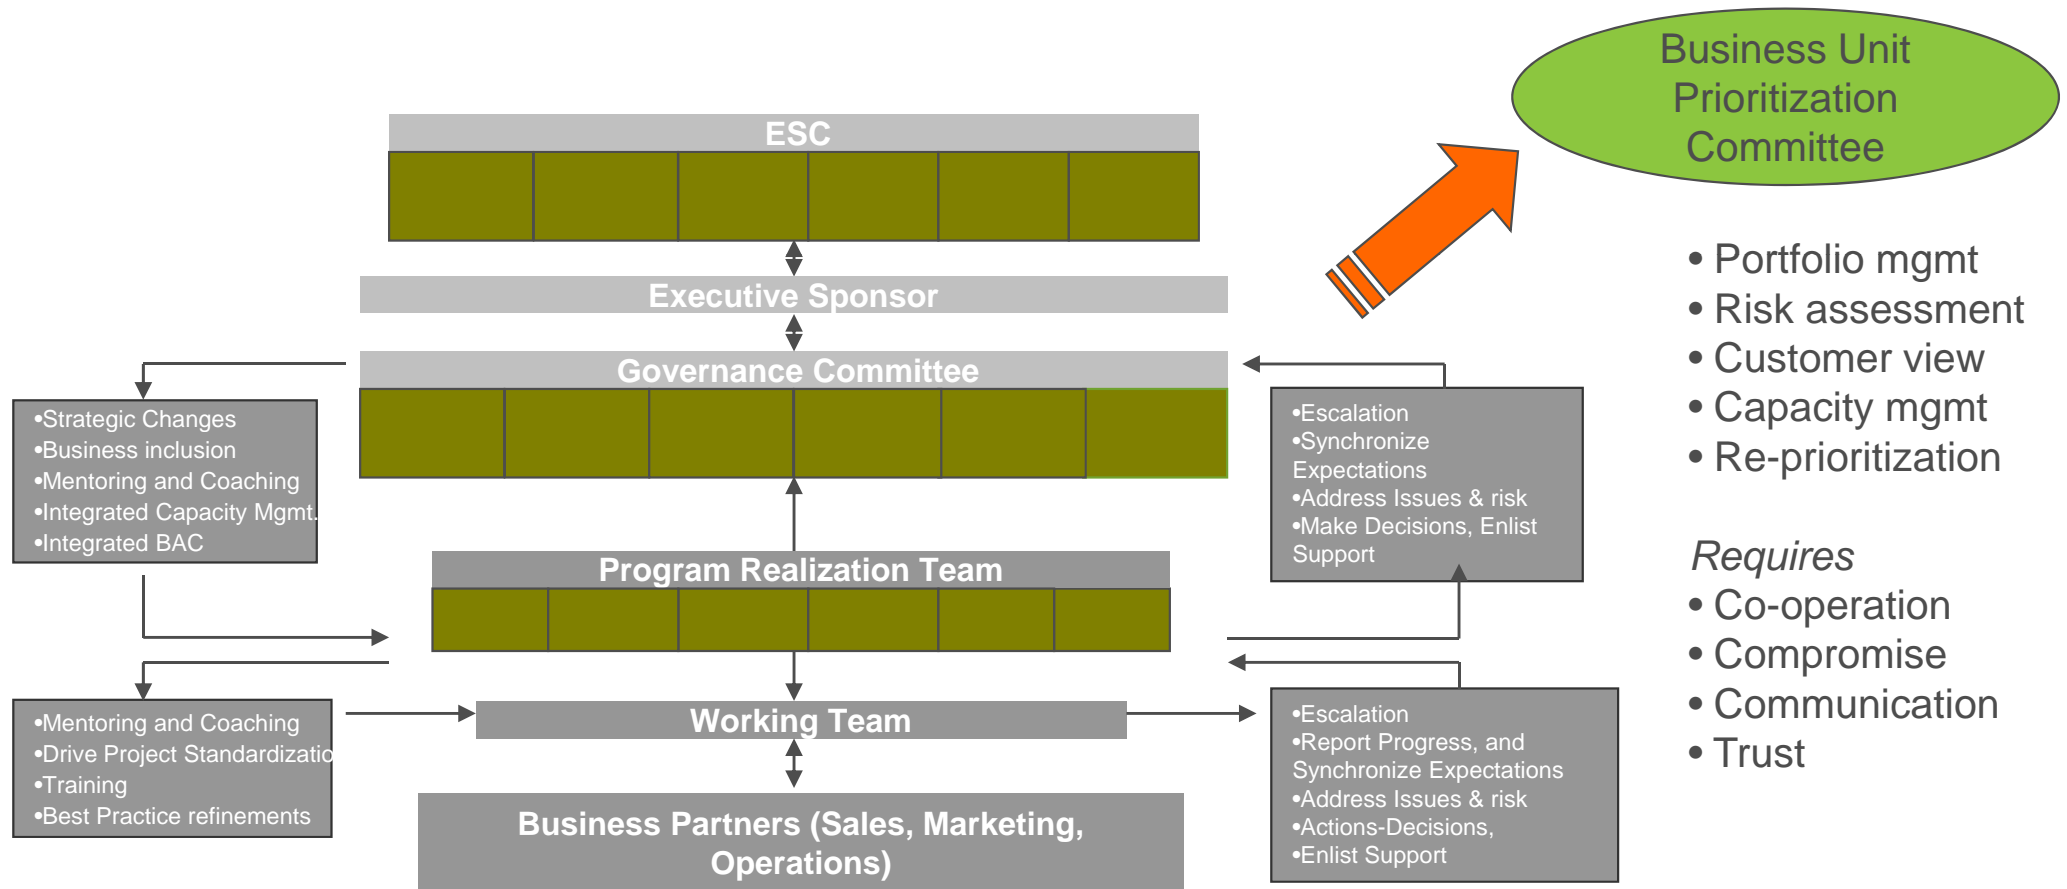 Business Unit
Prioritization
Committee
ESC
Executive Sponsor
Governance Committee
•Strategic Changes
•Business inclusion
•Mentoring and Coaching
•Integrated Capacity Mgmt.
•Integrated BAC
•Escalation
•Synchronize
Expectations
•Address Issues & risk
•Make Decisions, Enlist
Support
Program Realization Team
•Mentoring and Coaching
•Drive Project Standardizatio
•Training
•Best Practice refinements
Working Team
•Escalation
•Report Progress, and
Synchronize Expectations
•Address Issues & risk
•Actions-Decisions,
•Enlist Support
Business Partners (Sales, Marketing,
Operations)
• Portfolio mgmt
• Risk assessment
• Customer view
• Capacity mgmt
• Re-prioritization
Requires
• Co-operation
• Compromise
• Communication
• Trust